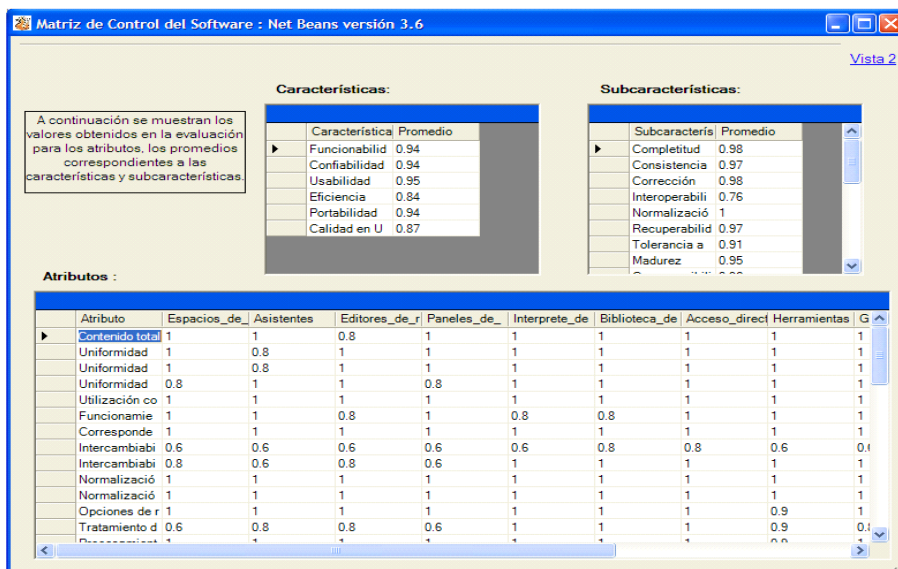 Matriz de Control del Software : Net Beans versión 3.6
Vista 2
Características:
Subcaracterísticas:
A continuación se muestran los
valores obtenidos en la evaluación
para los atributos, los promedios
correspondientes a las
características y subcaracterísticas.
Característica Promedio
Funcionabilid 0.94
Confiabilidad 0.94
Usabilidad 0.95
Eficiencia 0.84
Portabilidad 0.94
Calidad en U 0.87
Subcaracterís Promedio
Completitud 0.98
Consistencia 0.97
Corrección 0.98
Interoperabili 0.76
Normalizació 1
Recuperabilid 0.97
Tolerancia a 0.91
Madurez 0.95
Atributos :
Atributo Espacios_de_ Asistentes Editores_de_r Paneles_de_ Interprete_de Biblioteca_de Acceso_direct Herramientas G
Contenido total 1 1 0.8 1 1 1 1 1 1
Uniformidad 1 0.8 1 1 1 1 1 1 1
Uniformidad 1 0.8 1 1 1 1 1 1 1
Uniformidad 0.8 1 1 0.8 1 1 1 1 1
Utilización co 1 1 1 1 1 1 1 1 1
Funcionamie 1 1 0.8 1 0.8 0.8 1 1 1
Corresponde 1 1 1 1 1 1 1 1 1
Intercambiabi 0.6 0.6 0.6 0.6 0.6 0.8 0.8 0.6 0.6
Intercambiabi 0.8 0.6 0.8 0.6 1 1 1 1 1
Normalizació 1 1 1 1 1 1 1 1 1
Normalizació 1 1 1 1 1 1 1 1 1
Opciones de r 1 1 1 1 1 1 1 0.9 1
Tratamiento d 0.6 0.8 0.8 0.6 1 1 1 0.9 0.8